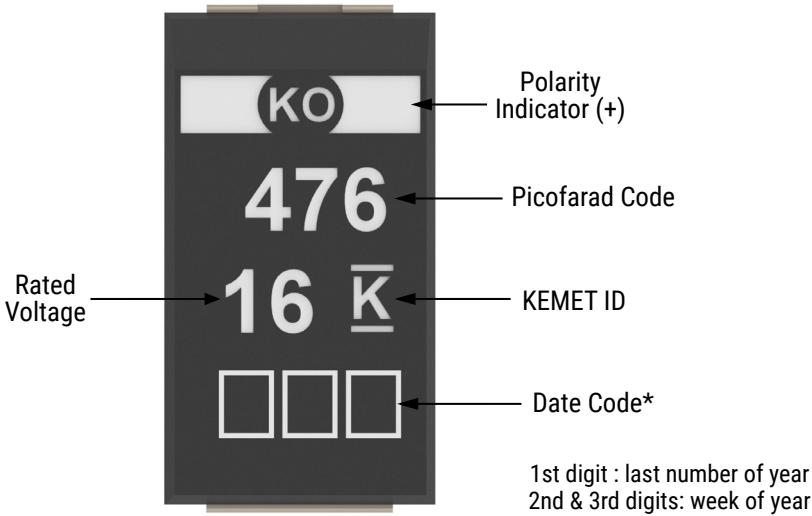 KO
Polarity
Indicator (+)
476
Picofarad Code
Rated
Voltage
16 K
KEMET ID
Date Code*
1st digit : last number of year
2nd & 3rd digits: week of year